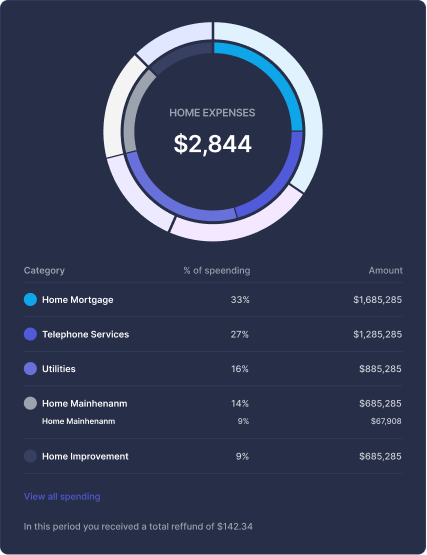 HOME EXPENSES
$2,844
Category % of speending Amount
Home Mortgage 33% $1,685,285
Telephone Services 27% $1,285,285
Utilities 16% $885,285
Home Mainhenanm 14% $685,285
Home Mainhenanm 9% $67,908
Home Improvement 9% $685,285
View all spending
In this period you received a total reffund of $142.34